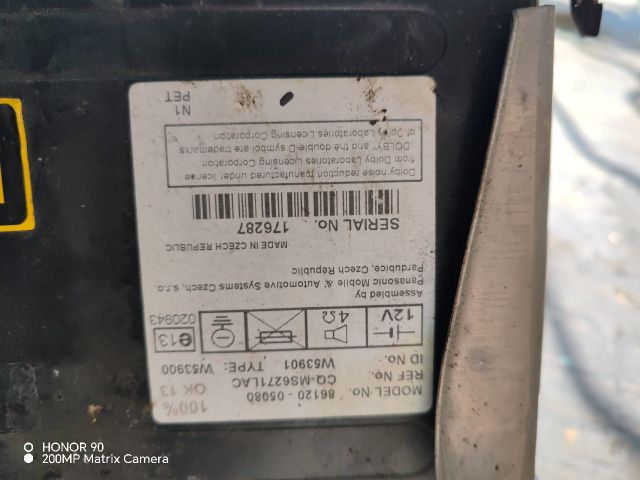 MODEL No. 86120 - 05080
REF No. CQ-MS6271LAC
ID No. W53901 TYPE: W53900
100%
OK 13
12V
4Ω
e13
020943
Assembled by
Panasonic Mobile & Automotive Systems Czech, s.r.o.
Pardubice, Czech Republic
MADE IN CZECH REPUBLIC
SERIAL No. 176287
Dolby noise reduction manufactured under license
from Dolby Laboratories Licensing Corporation
"DOLBY" and the double-D symbol are trademarks
of Dolby Laboratories Licensing Corporation
N1
PET
HONOR 90
200MP Matrix Camera